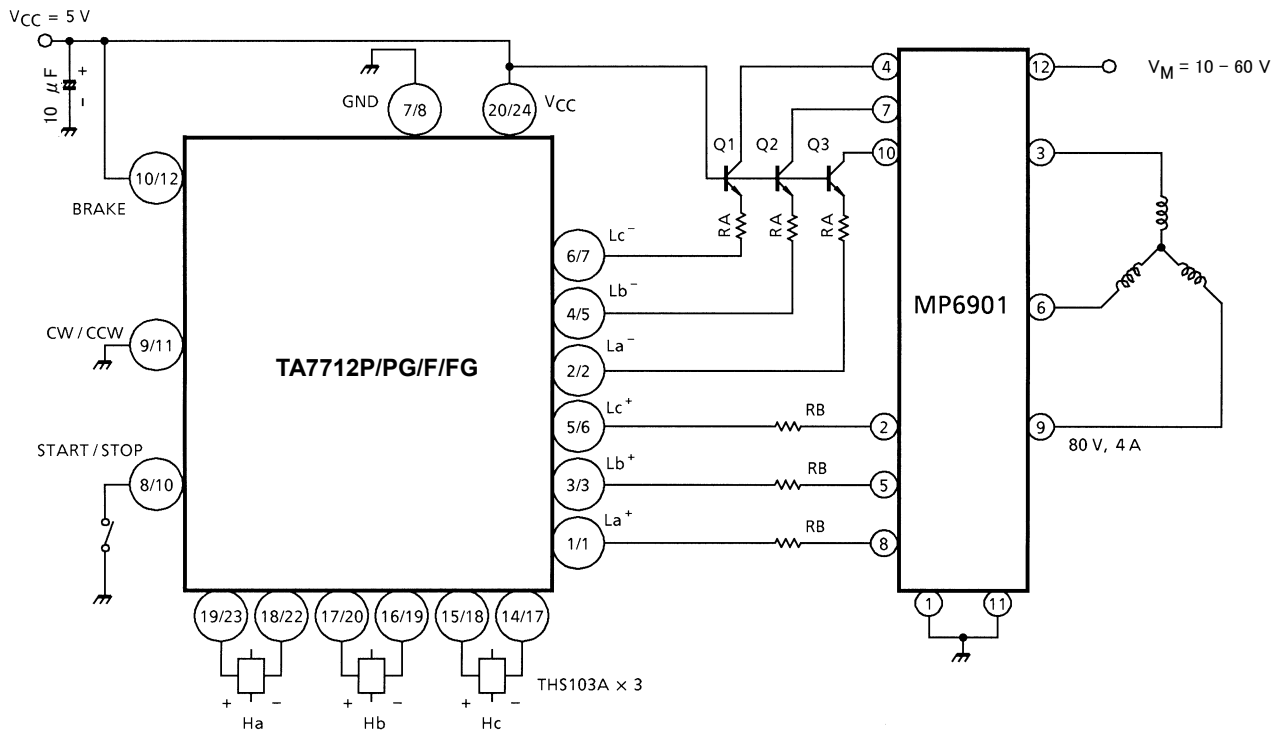 VCC = 5 V
10 μF
+
−
GND
7/8
20/24
VCC
4
12
VM = 10 – 60 V
7
Q1
Q2
Q3
10
3
10/12
BRAKE
RA
RA
RA
6/7
Lc−
4/5
Lb−
MP6901
6
CW / CCW
9/11
TA7712P/PG/F/FG
2/2
La−
5/6
Lc+
RB
2
9
80 V, 4 A
START / STOP
8/10
3/3
Lb+
RB
5
1/1
La+
RB
8
19/23
18/22
17/20
16/19
15/18
14/17
1
11
THS103A × 3
+
−
+
−
+
−
Ha
Hb
Hc